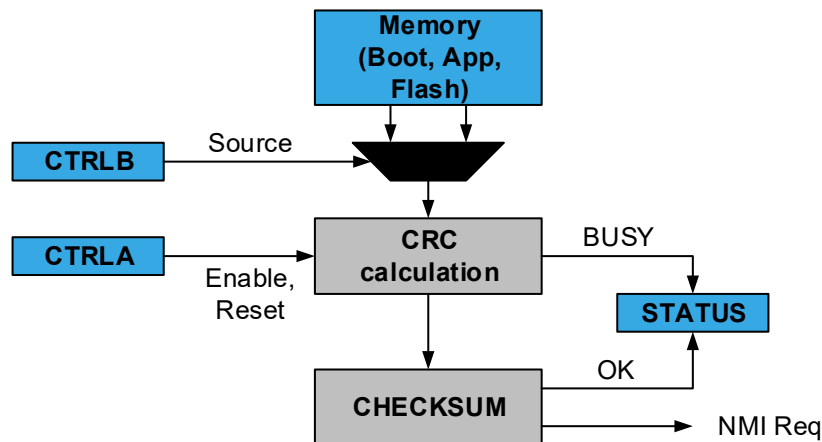 Memory
(Boot, App,
Flash)
Source
CTRLB
CTRLA
Enable,
Reset
CRC
calculation
BUSY
STATUS
OK
CHECKSUM
NMI Req